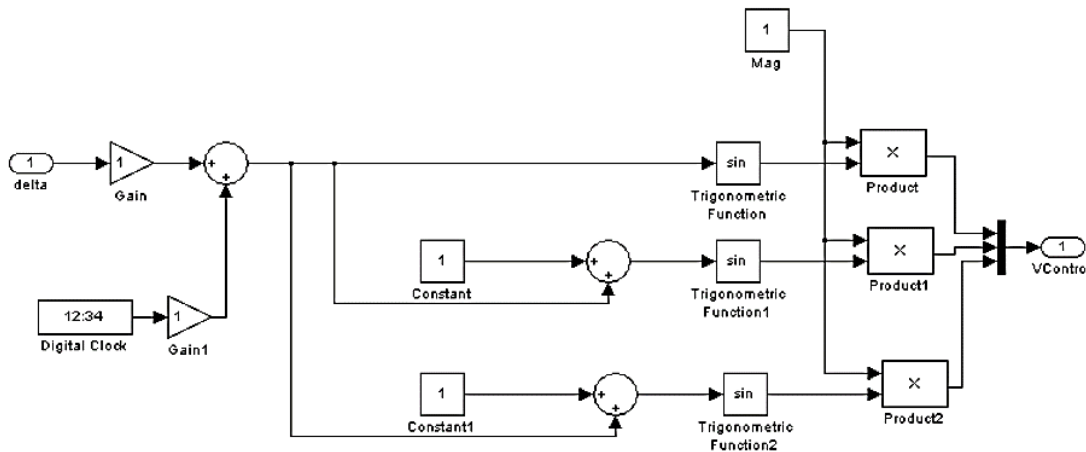 1
Mag
1
delta
1
Gain
+
+
sin
Trigonometric
Function
×
Product
1
Constant
+
+
sin
Trigonometric
Function1
×
Product1
1
VContro
12:34
Digital Clock
1
Gain1
1
Constant1
+
+
sin
Trigonometric
Function2
×
Product2